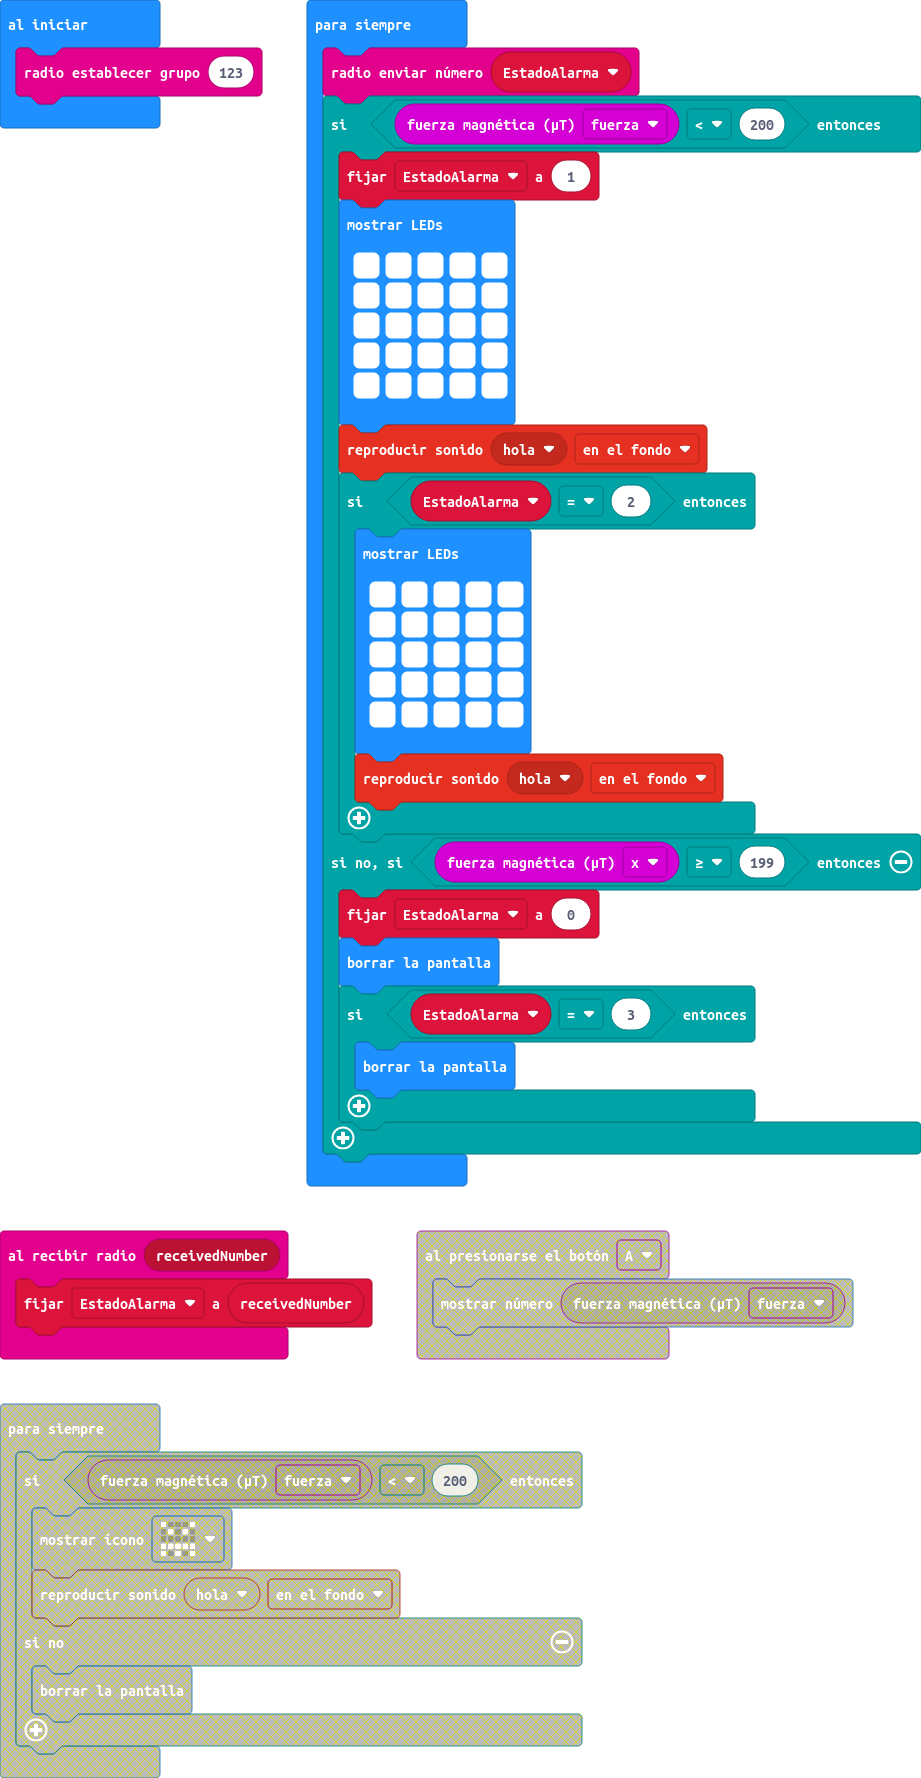 al iniciar
radio establecer grupo 123
para siempre
radio enviar número EstadoAlarma
si fuerza magnética (µT) fuerza < 200 entonces
fijar EstadoAlarma a 1
mostrar LEDs
reproducir sonido hola en el fondo
si EstadoAlarma = 2 entonces
mostrar LEDs
reproducir sonido hola en el fondo
si no, si fuerza magnética (µT) x ≥ 199 entonces
fijar EstadoAlarma a 0
borrar la pantalla
si EstadoAlarma = 3 entonces
borrar la pantalla
al recibir radio receivedNumber
fijar EstadoAlarma a receivedNumber
al presionarse el botón A
mostrar número fuerza magnética (µT) fuerza
para siempre
si fuerza magnética (µT) fuerza < 200 entonces
mostrar ícono
reproducir sonido hola en el fondo
si no
borrar la pantalla